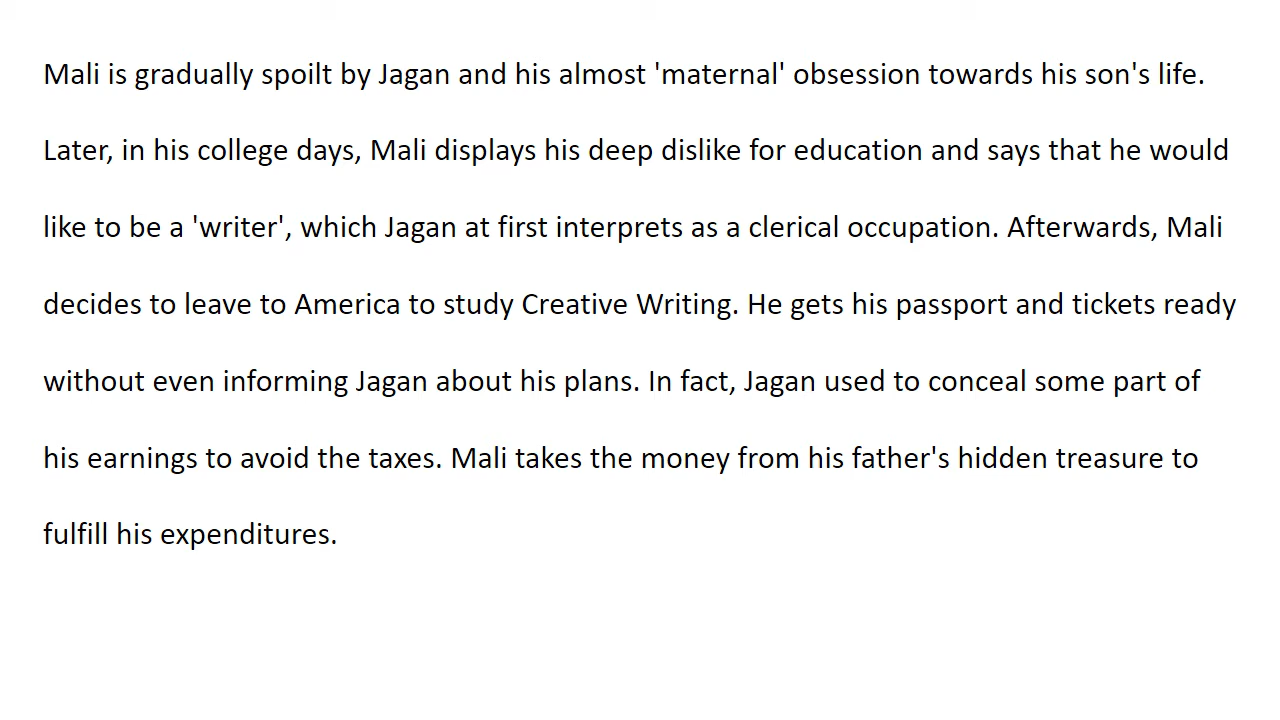 Mali is gradually spoilt by Jagan and his almost 'maternal' obsession towards his son's life.
Later, in his college days, Mali displays his deep dislike for education and says that he would
like to be a 'writer', which Jagan at first interprets as a clerical occupation. Afterwards, Mali
decides to leave to America to study Creative Writing. He gets his passport and tickets ready
without even informing Jagan about his plans. In fact, Jagan used to conceal some part of
his earnings to avoid the taxes. Mali takes the money from his father's hidden treasure to
fulfill his expenditures.